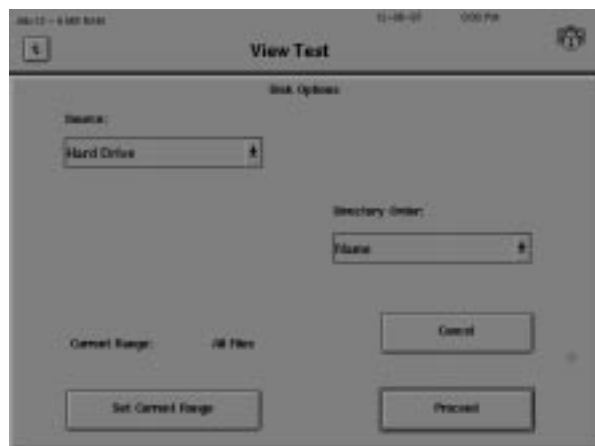 View Test
Disk Options
Source:
Hard Drive
Directory Order:
Name
Current Range: All Files
Cancel
Set Current Range
Proceed